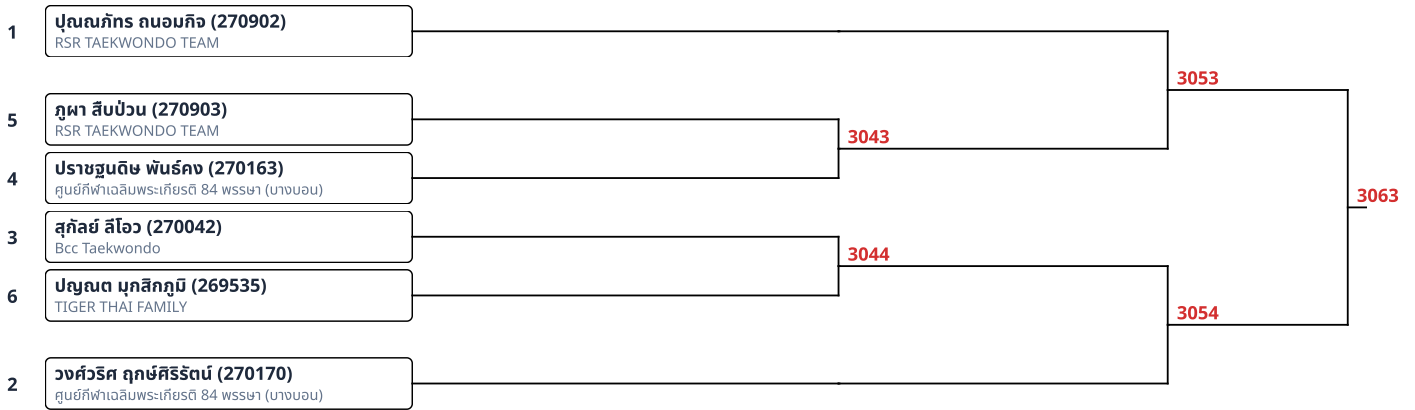 1
ปุณณภัทร ถนอมกิจ (270902)
RSR TAEKWONDO TEAM
3053
5
ภูผา สืบป่วน (270903)
RSR TAEKWONDO TEAM
3043
4
ปราชฐนดิษ พันธ์คง (270163)
ศูนย์กีฬาเฉลิมพระเกียรติ 84 พรรษา (บางบอน)
3063
3
สุกัลย์ ลีโอว (270042)
Bcc Taekwondo
3044
6
ปญณต มุกสิกภูมิ (269535)
TIGER THAI FAMILY
3054
2
วงศ์วริศ ฤกษ์ศิริรัตน์ (270170)
ศูนย์กีฬาเฉลิมพระเกียรติ 84 พรรษา (บางบอน)